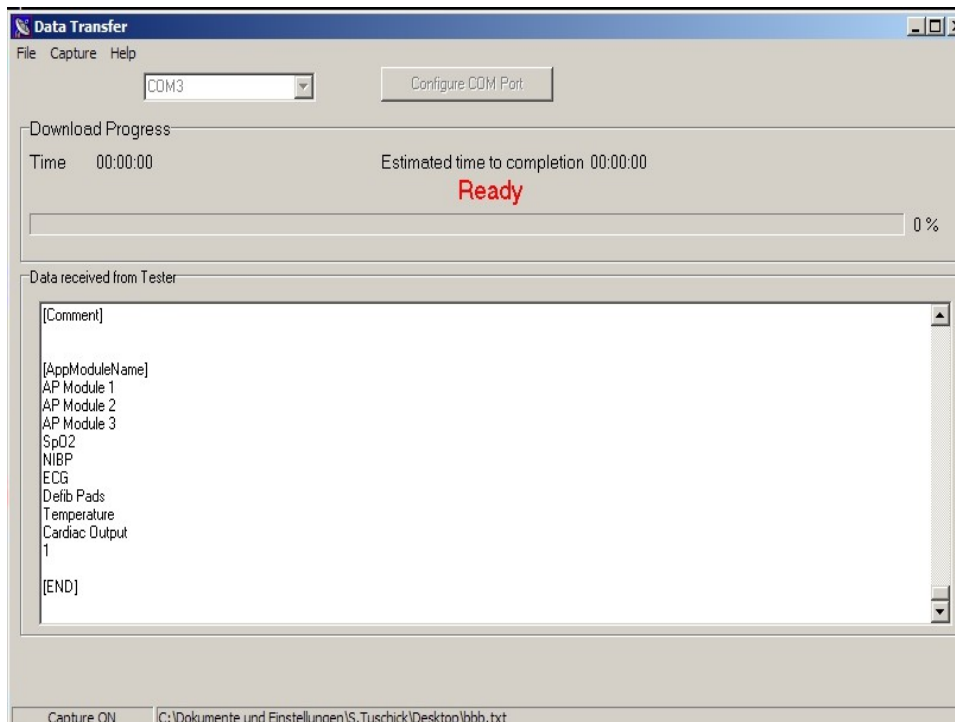 Data Transfer
File Capture Help
COM3
Configure COM Port
Download Progress
Time 00:00:00
Estimated time to completion 00:00:00
Ready
0 %
Data received from Tester
[Comment]
[AppModuleName]
AP Module 1
AP Module 2
AP Module 3
SpO2
NIBP
ECG
Defib Pads
Temperature
Cardiac Output
1
[END]
Capture ON
C:\Dokumente und Einstellungen\S.Tuschick\Desktop\bbb.txt